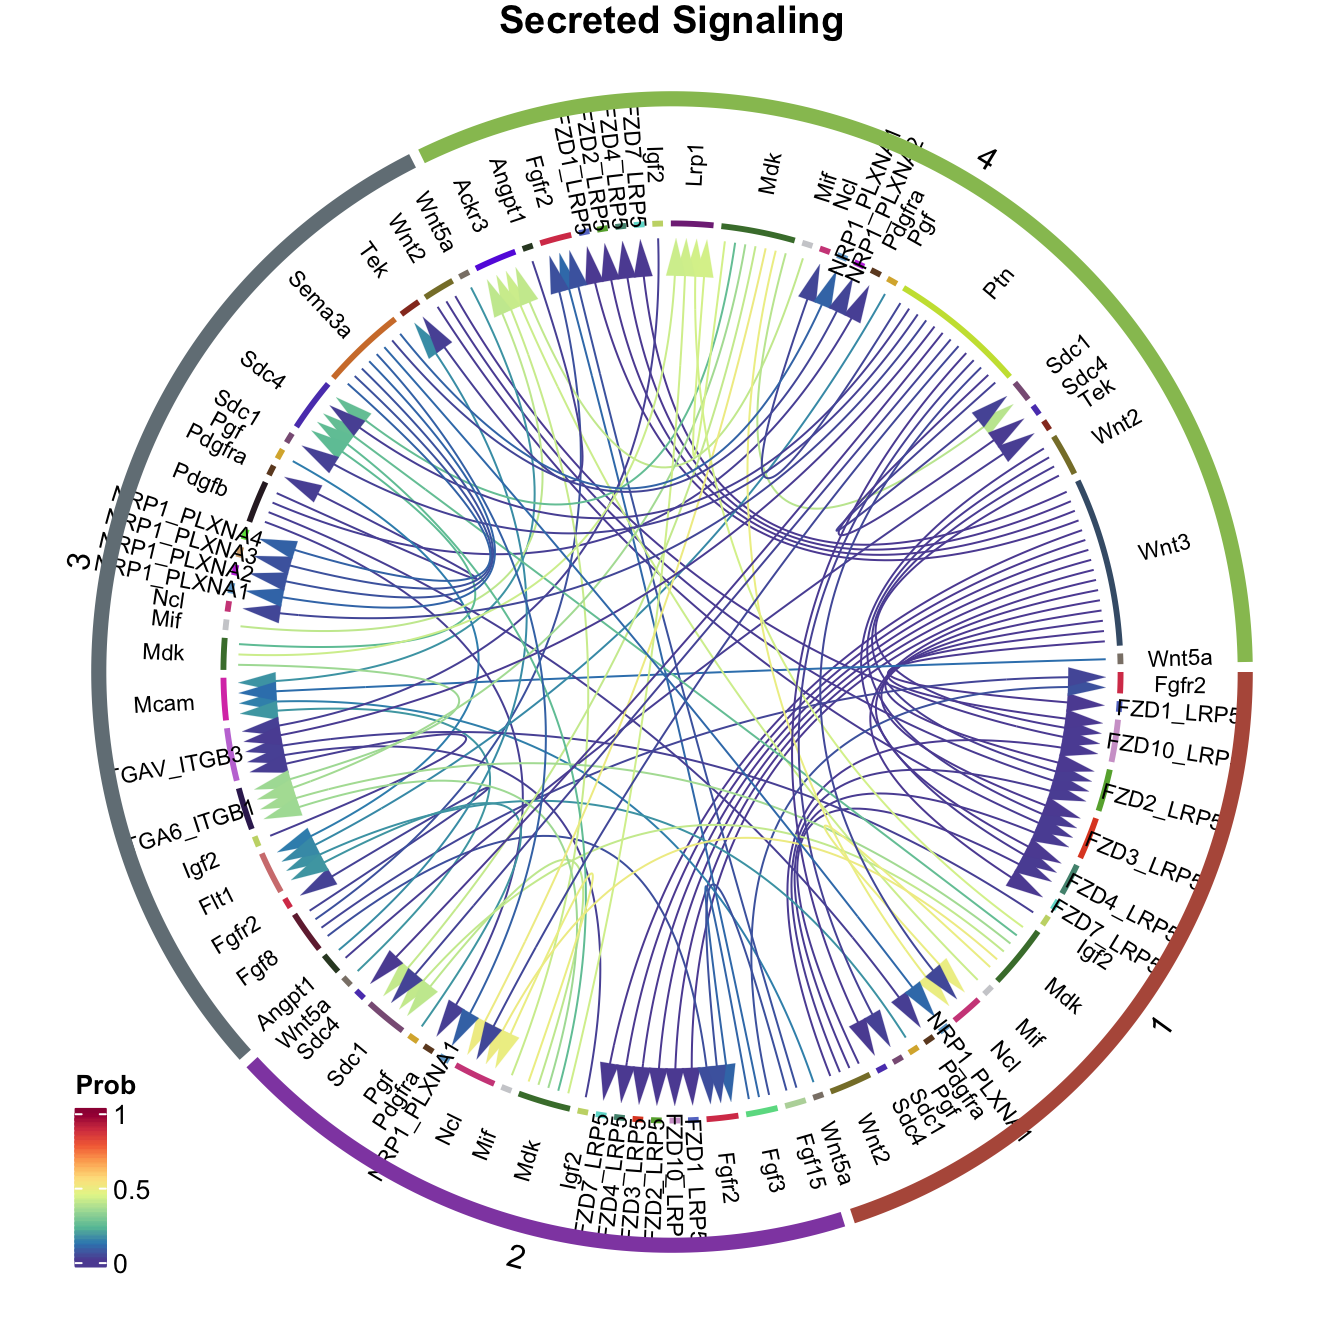 Secreted Signaling
4
Fgfr2
FZD1_LRP5
FZD2_LRP5
FZD4_LRP5
FZD7_LRP5
Igf2
Lrp1
Mdk
Mif
Ncl
NRP1_PLXNA1
NRP1_PLXNA2
Pdgfra
Pgf
Ptn
Sdc1
Sdc4
Tek
Wnt2
Wnt3
Wnt5a
1
Fgfr2
FZD1_LRP5
FZD10_LRP
FZD2_LRP5
FZD3_LRP5
FZD4_LRP5
FZD7_LRP5
Igf2
Mdk
Mif
Ncl
NRP1_PLXNA1
Pdgfra
Pgf
Sdc1
Sdc4
Wnt2
Wnt5a
2
Fgf15
Fgf3
Fgfr2
FZD1_LRP5
FZD10_LRP
FZD2_LRP5
FZD3_LRP5
FZD4_LRP5
FZD7_LRP5
Igf2
Mdk
Mif
Ncl
NRP1_PLXNA1
Pdgfra
Pgf
Sdc1
Sdc4
Wnt5a
3
Angpt1
Fgf8
Fgfr2
Flt1
Igf2
TGA6_ITGB1
TGAV_ITGB3
Mcam
Mdk
Mif
Ncl
NRP1_PLXNA1
NRP1_PLXNA2
NRP1_PLXNA3
NRP1_PLXNA4
Pdgfb
Pdgfra
Pgf
Sdc1
Sdc4
Sema3a
Tek
Wnt2
Wnt5a
Ackr3
Angpt1
Prob
1
0.5
0